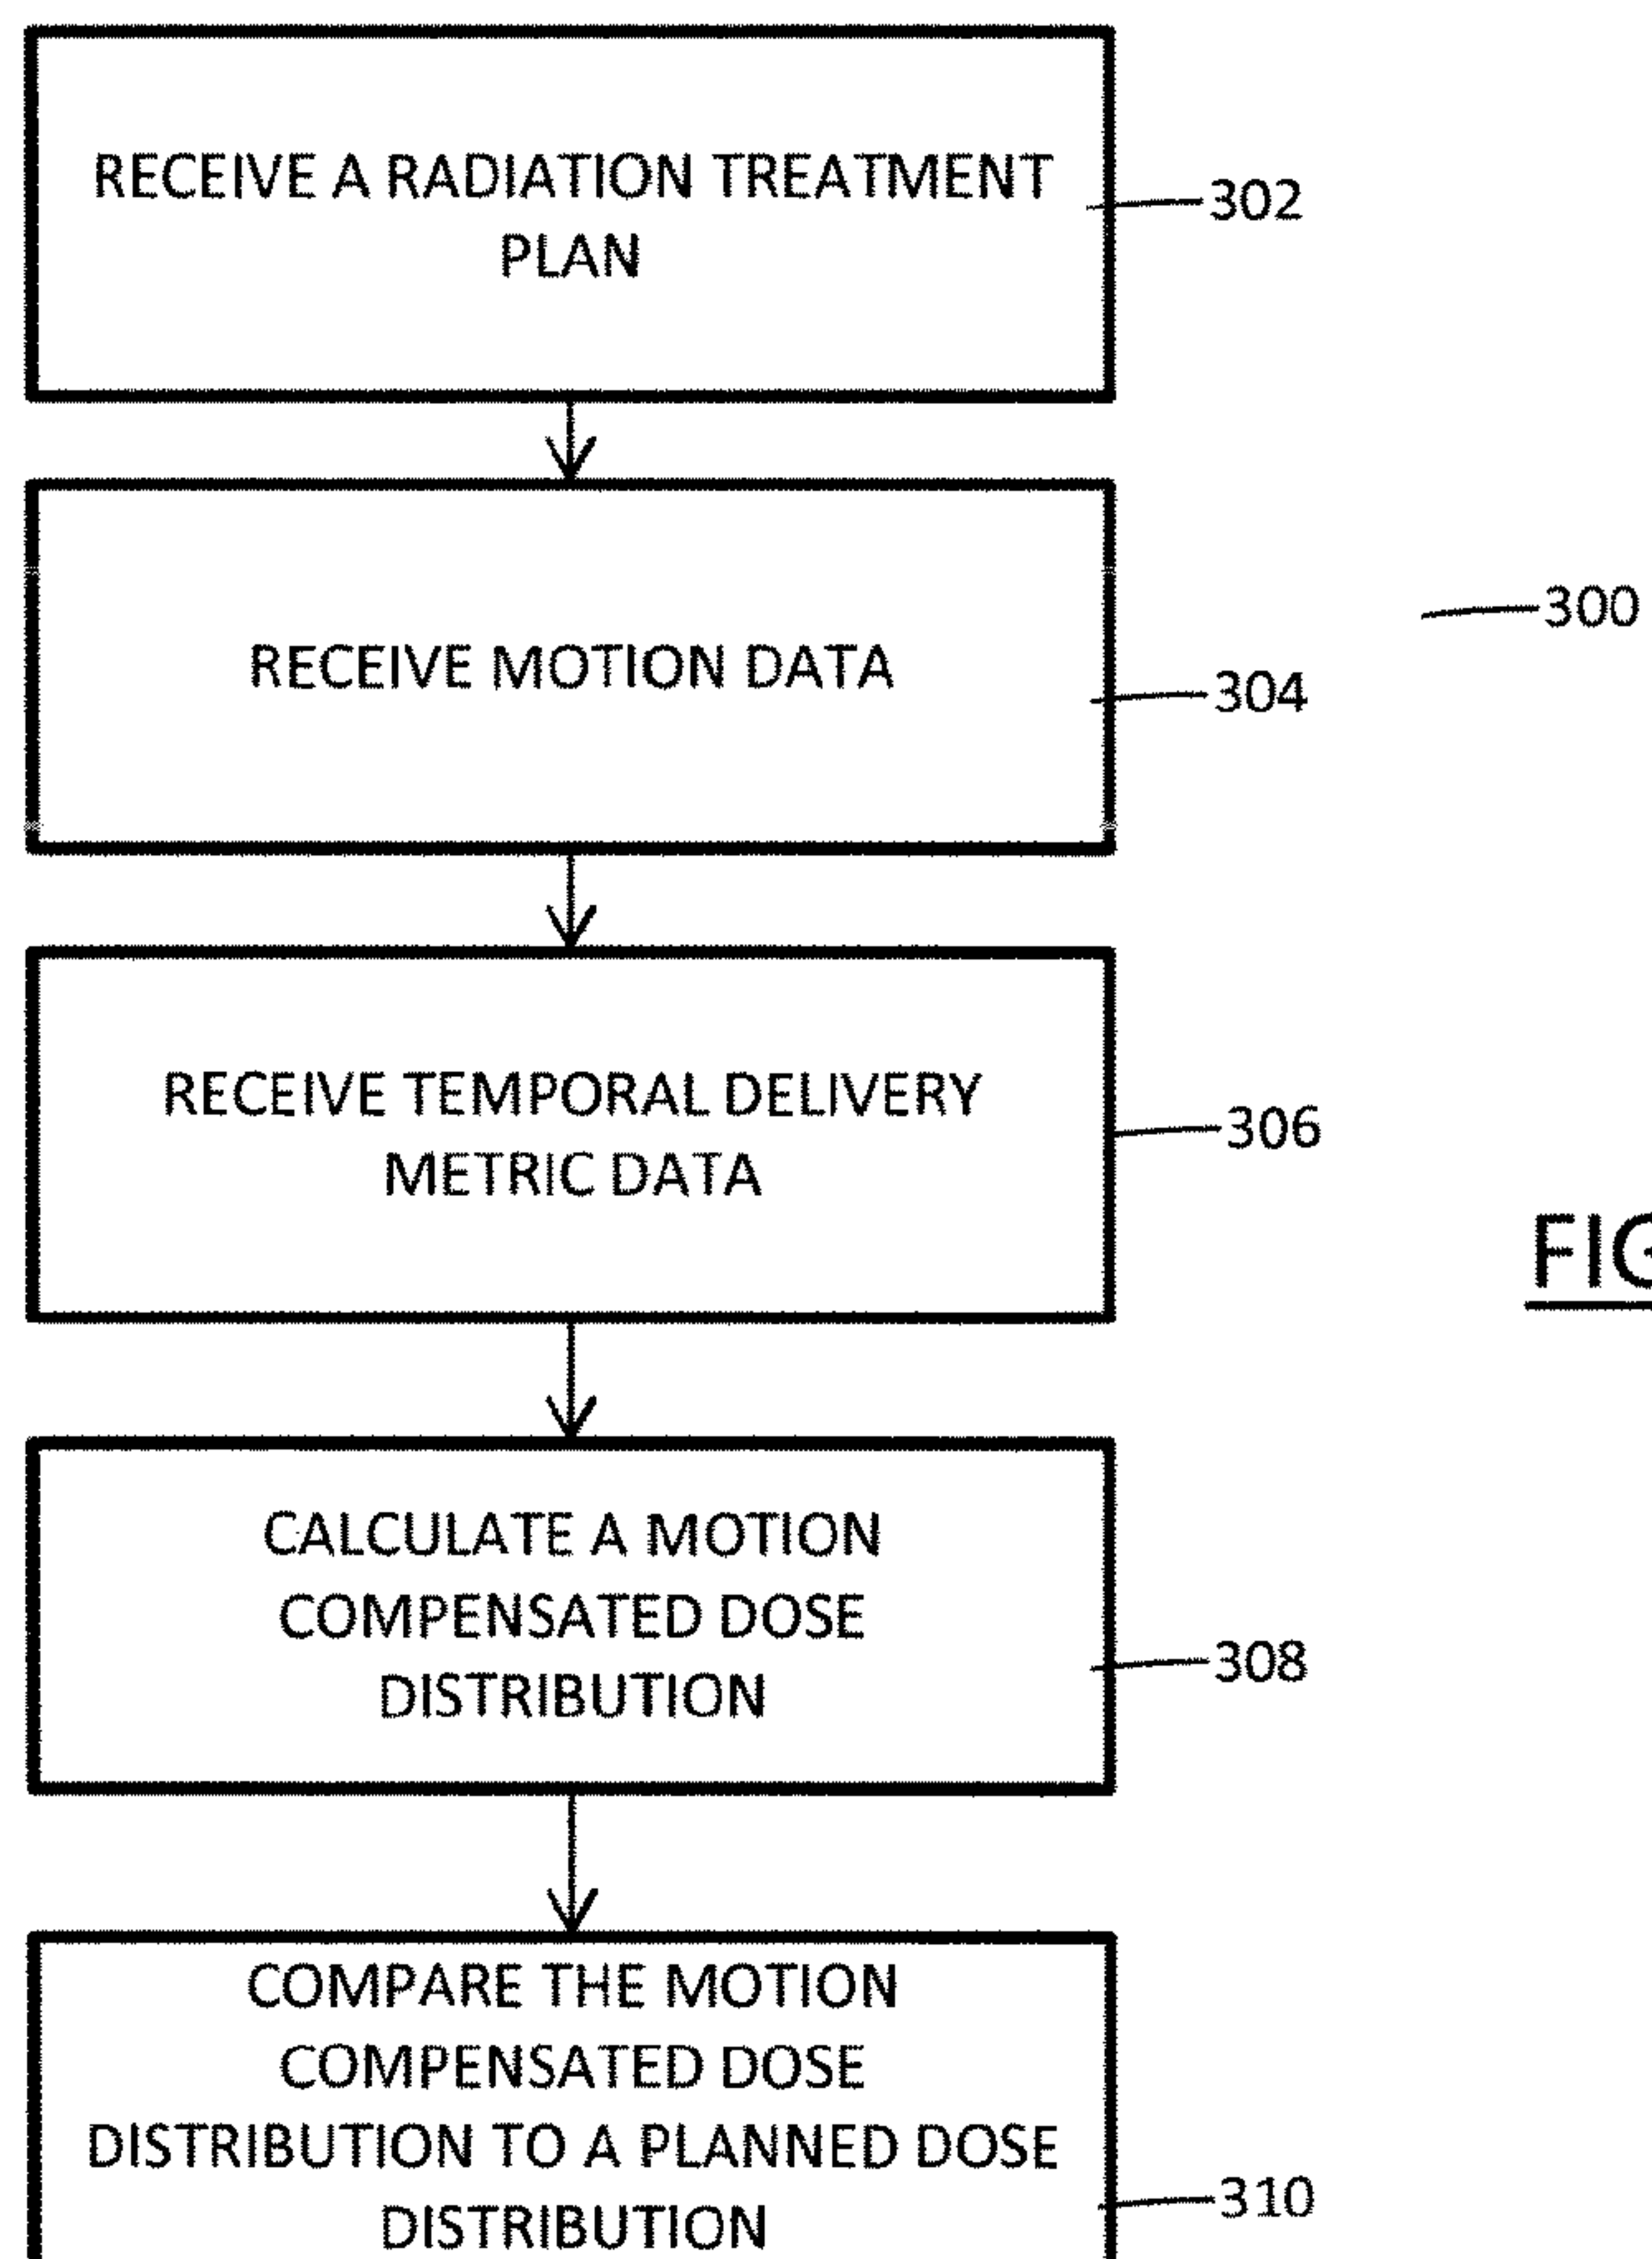 RECEIVE A RADIATION TREATMENT
PLAN
302
RECEIVE MOTION DATA
300
304
RECEIVE TEMPORAL DELIVERY
METRIC DATA
306
FIG
CALCULATE A MOTION
COMPENSATED DOSE
DISTRIBUTION
308
COMPARE THE MOTION
COMPENSATED DOSE
DISTRIBUTION TO A PLANNED DOSE
DISTRIBUTION
310